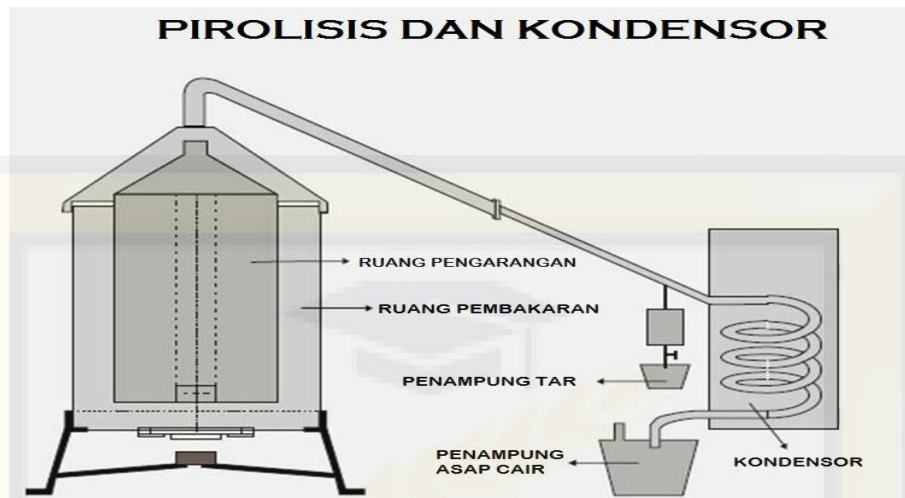 PIROLISIS DAN KONDENSOR
RUANG PENGARANGAN
RUANG PEMBAKARAN
PENAMPUNG TAR
PENAMPUNG
ASAP CAIR
KONDENSOR